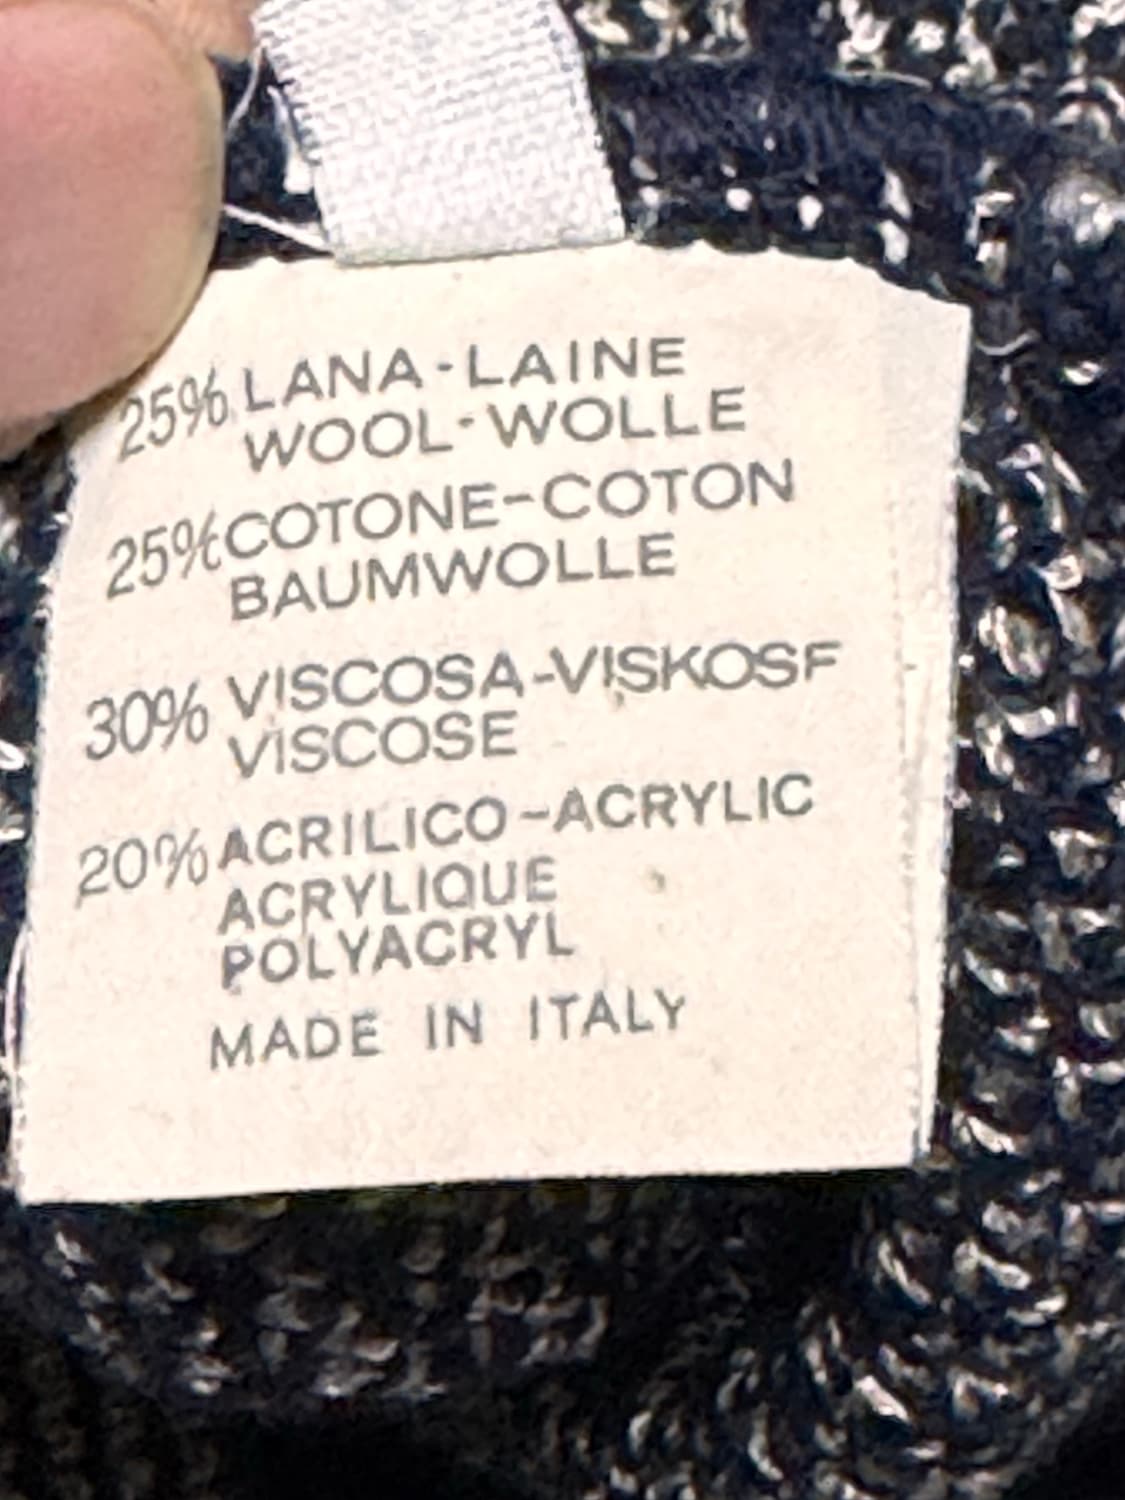 25% LANA-LAINE
WOOL-WOLLE
25% COTONE-COTON
BAUMWOLLE
30% VISCOSA-VISKOSF
VISCOSE
20% ACRILICO-ACRYLIC
ACRYLIQUE
POLYACRYL
MADE IN ITALY